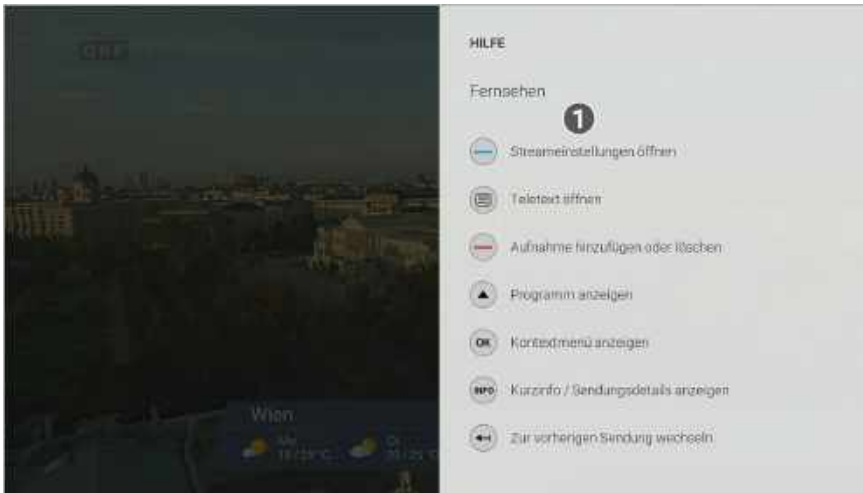 ORF
HILFE
Fernsehen
1
Streameinstellungen öffnen
Teletext öffnen
Aufnahme hinzufügen oder löschen
Programm anzeigen
OK Kontextmenü anzeigen
INFO Kurzinfo / Sendungsdetails anzeigen
Zur vorherigen Sendung wechseln
Wien